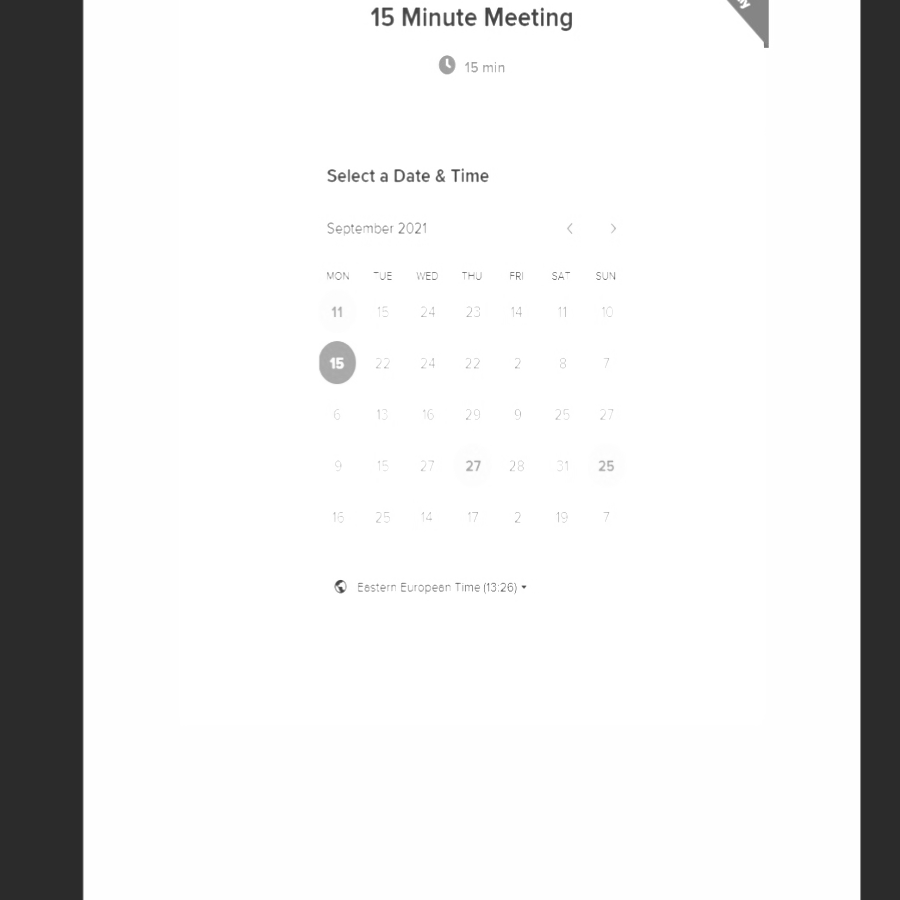 15 Minute Meeting
15 min
Select a Date & Time
September 2021
MON TUE WED THU FRI SAT SUN
11 15 24 23 14 11 10
15 22 24 22 2 8 7
6 13 16 29 9 25 27
9 15 27 27 28 31 25
16 25 14 17 2 19 7
Eastern European Time (13:26)